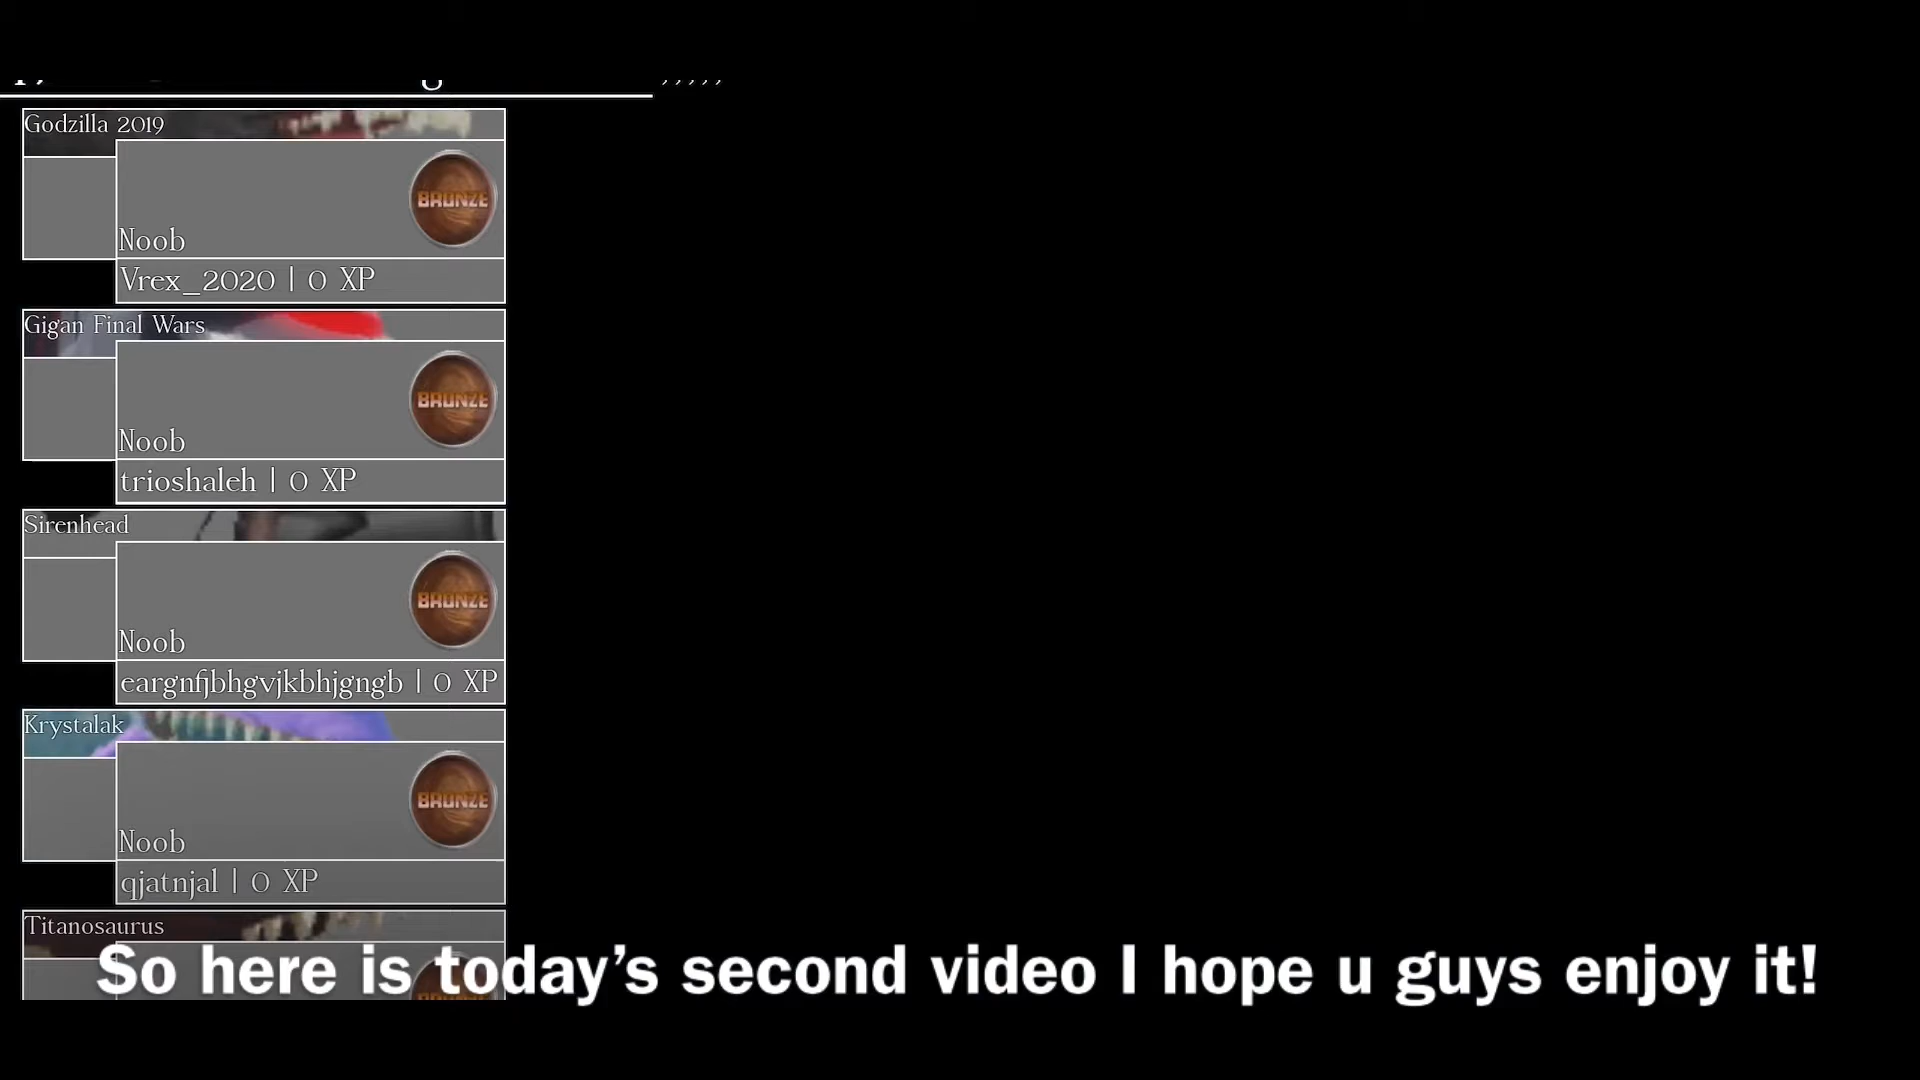 Godzilla 2019
BRONZE
Noob
Vrex_2020 | 0 XP
Gigan Final Wars
BRONZE
Noob
trioshaleh | 0 XP
Sirenhead
BRONZE
Noob
eargnfjbhgvjkbhjgngb | 0 XP
Krystalak
BRONZE
Noob
qjatnjal | 0 XP
Titanosaurus
So here is today's second video I hope u guys enjoy it!